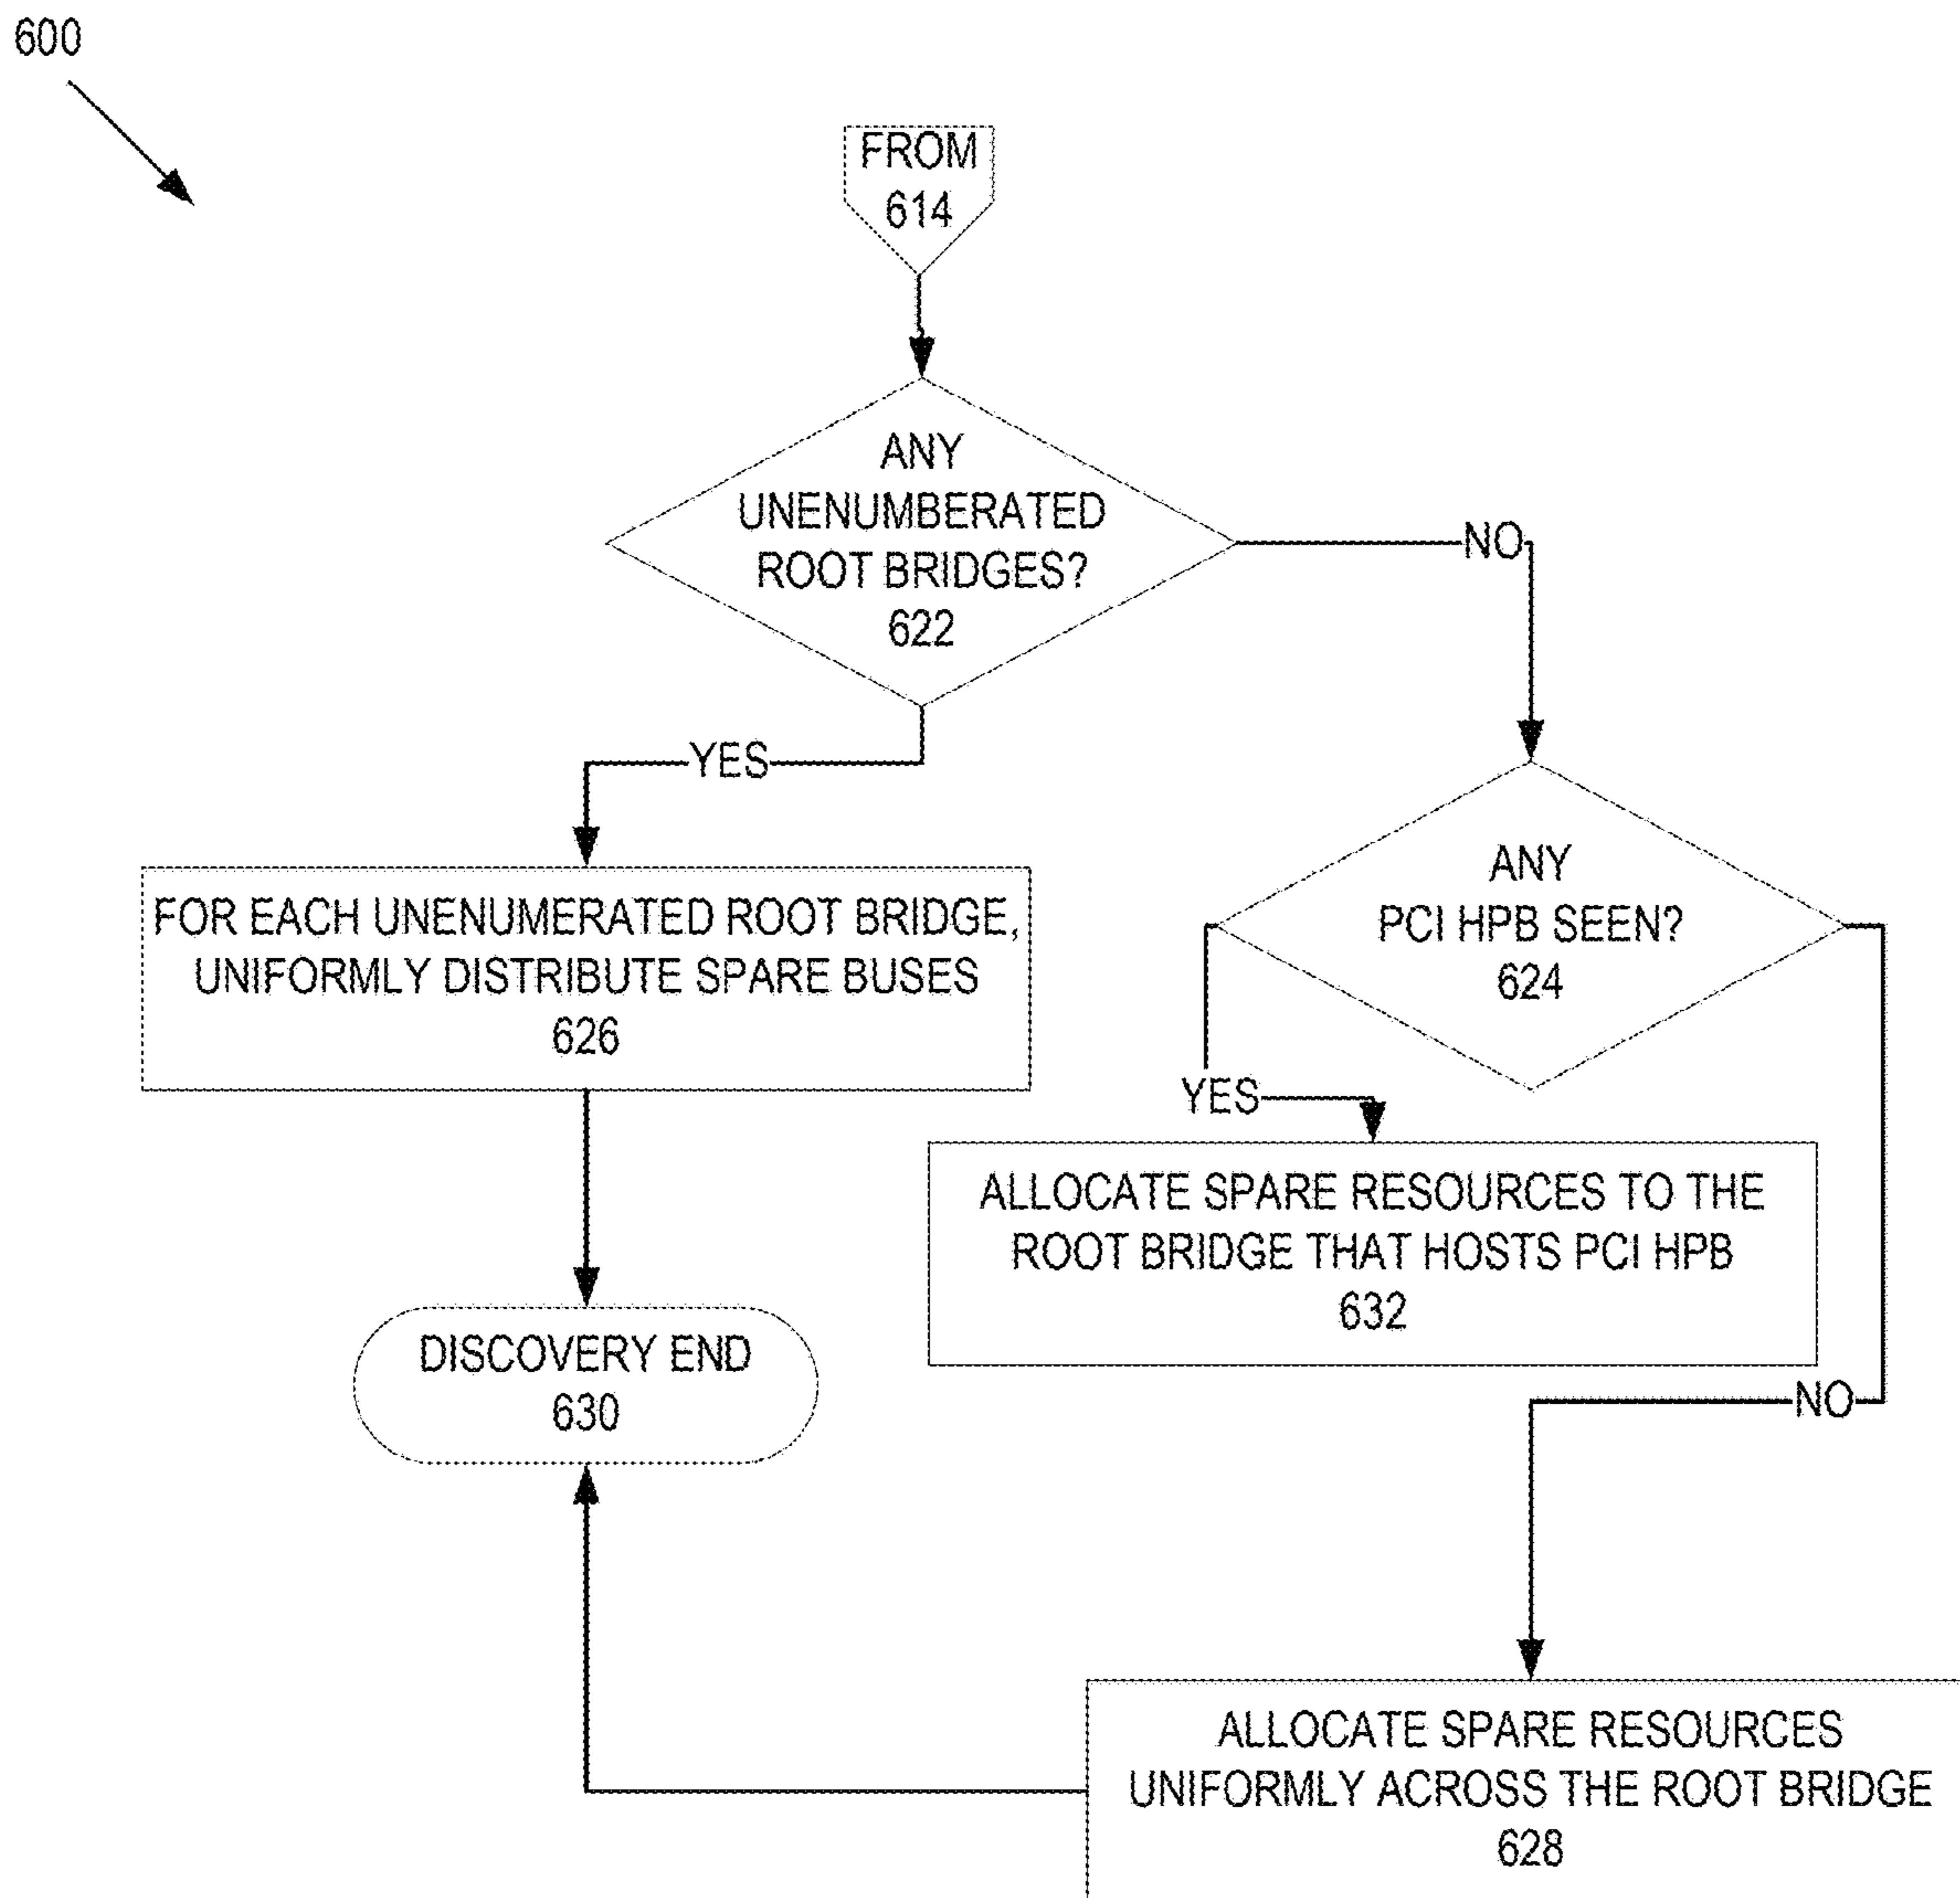 600
FROM
614
ANY
UNENUMBERATED
ROOT BRIDGES?
622
NO
YES
ANY
PCI HPB SEEN?
624
FOR EACH UNENUMERATED ROOT BRIDGE,
UNIFORMLY DISTRIBUTE SPARE BUSES
626
YES
ALLOCATE SPARE RESOURCES TO THE
ROOT BRIDGE THAT HOSTS PCI HPB
632
DISCOVERY END
630
NO
ALLOCATE SPARE RESOURCES
UNIFORMLY ACROSS THE ROOT BRIDGE
628